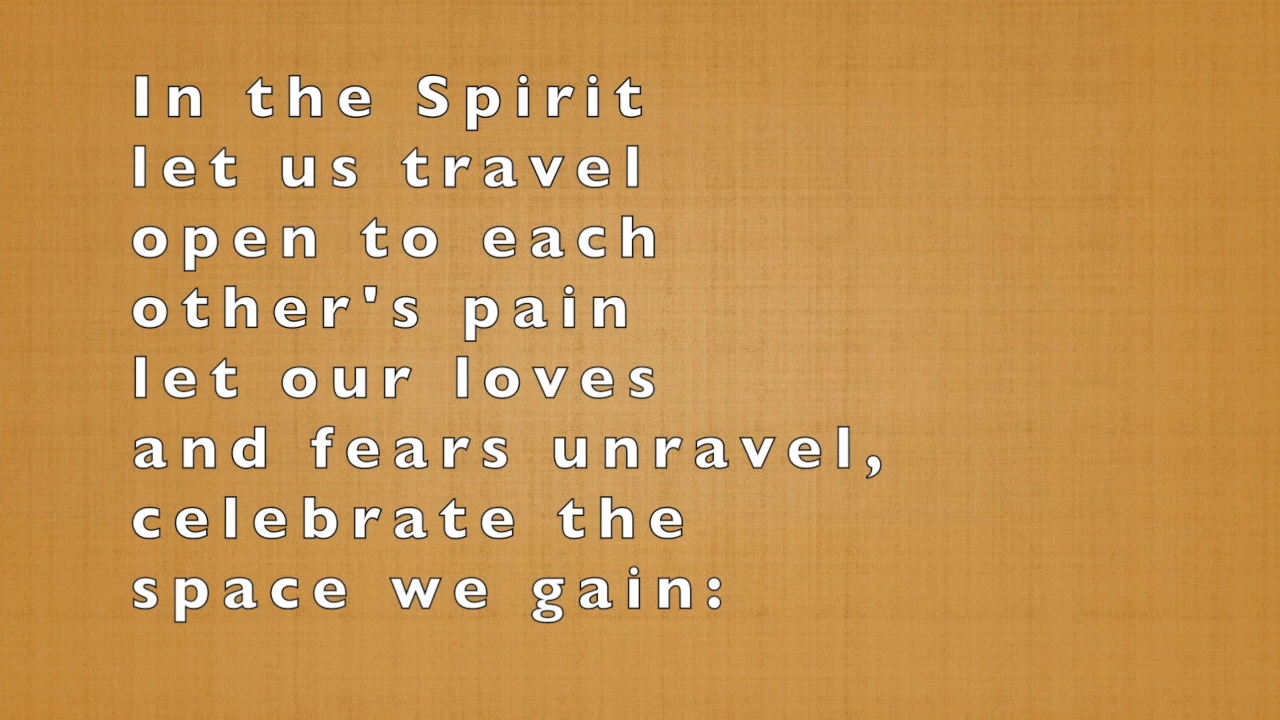 In the Spirit
let us travel
open to each
other's pain
let our loves
and fears unravel,
celebrate the
space we gain: